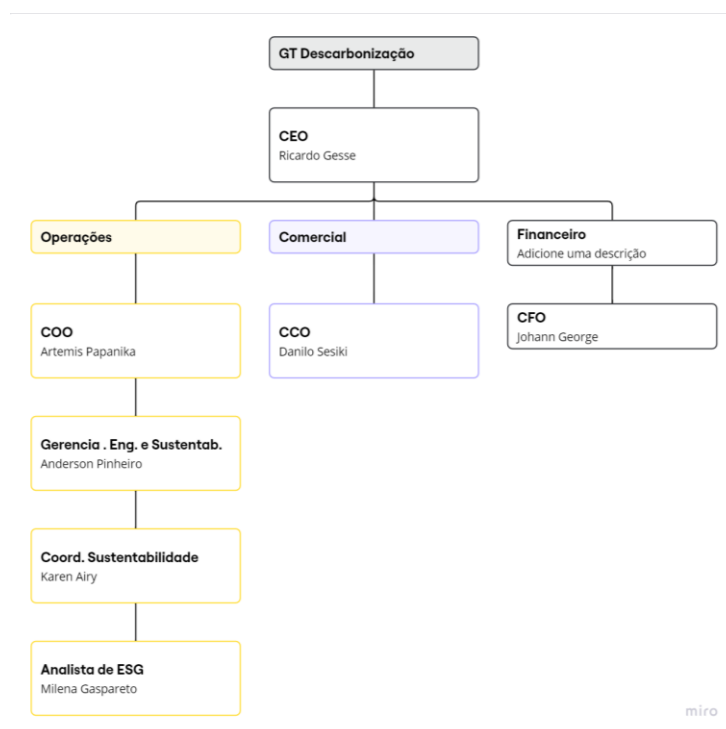 GT Descarbonização
CEO
Ricardo Gesse
Operações
Comercial
Financeiro
Adicione uma descrição
COO
Artemis Papanika
CCO
Danilo Sesiki
CFO
Johann George
Gerencia . Eng. e Sustentab.
Anderson Pinheiro
Coord. Sustentabilidade
Karen Airy
Analista de ESG
Milena Gaspareto
miro